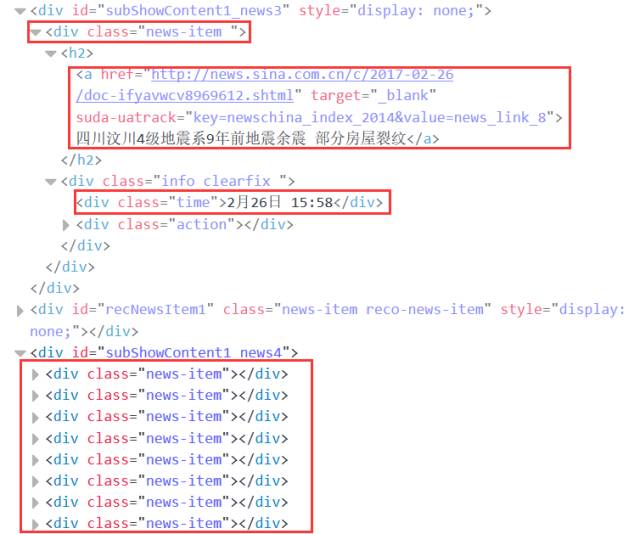 <div id="subShowContent1_news3" style="display: none;">
<div class="news-item ">
<h2>
<a href="http://news.sina.com.cn/c/2017-02-26
/doc-ifyavwcv8969612.shtml" target="_blank"
suda-uatrack="key=newschina_index_2014&value=news_link_8">
四川汶川4级地震系9年前地震余震 部分房屋裂纹</a>
</h2>
<div class="info clearfix ">
<div class="time">2月26日 15:58</div>
<div class="action"></div>
</div>
</div>
</div>
<div id="recNewsItem1" class="news-item reco-news-item" style="display:
none;"></div>
<div id="subShowContent1_news4">
<div class="news-item"></div>
<div class="news-item"></div>
<div class="news-item"></div>
<div class="news-item"></div>
<div class="news-item"></div>
<div class="news-item"></div>
<div class="news-item"></div>
<div class="news-item"></div>